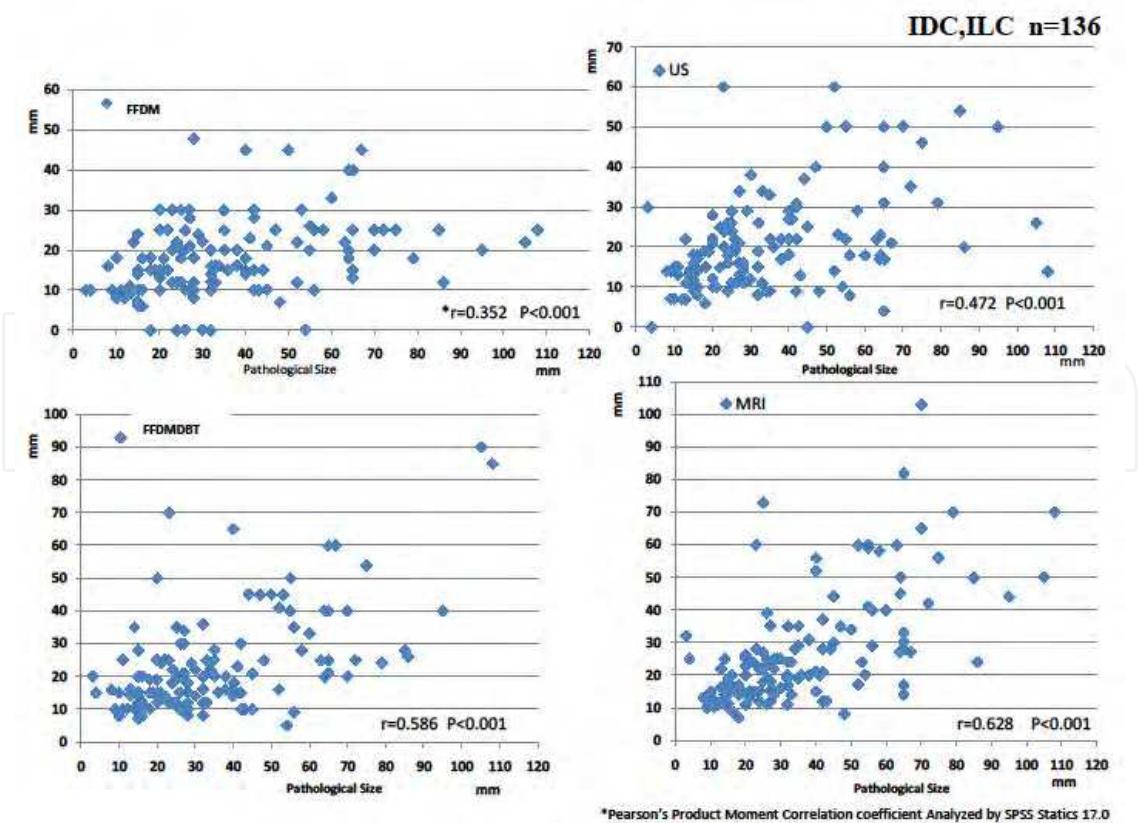 IDC,ILC n=136
60
50
40
30
20
10
0
mm
FFDM
*r=0.352 P<0.001
0 10 20 30 40 50 60 70 80 90 100 110 120
Pathological Size
mm
70
60
50
40
30
20
10
0
mm
US
r=0.472 P<0.001
0 10 20 30 40 50 60 70 80 90 100 110 120
Pathological Size
mm
100
90
80
70
60
50
40
30
20
10
0
mm
FFDMDBT
r=0.586 P<0.001
0 10 20 30 40 50 60 70 80 90 100 110 120
Pathological Size
mm
110
100
90
80
70
60
50
40
30
20
10
0
mm
MRI
r=0.628 P<0.001
0 10 20 30 40 50 60 70 80 90 100 110 120
Pathological Size
mm
*Pearson's Product Moment Correlation coefficient Analyzed by SPSS Statics 17.0